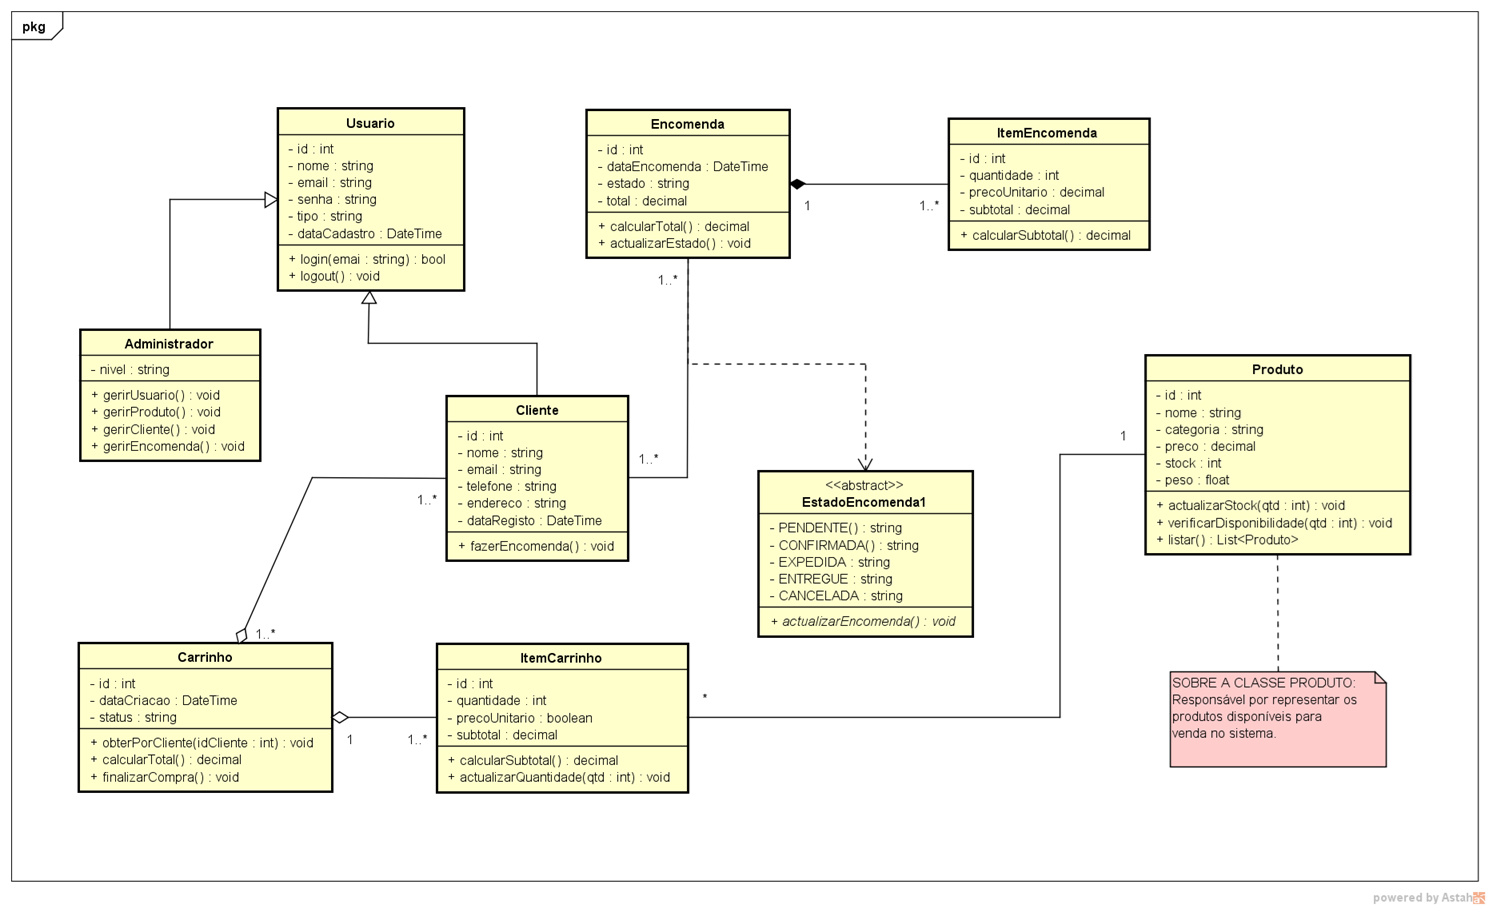 pkg
Usuario
- id : int
- nome : string
- email : string
- senha : string
- tipo : string
- dataCadastro : DateTime
+ login(emai : string) : bool
+ logout() : void
Encomenda
- id : int
- dataEncomenda : DateTime
- estado : string
- total : decimal
+ calcularTotal() : decimal
+ actualizarEstado() : void
1
1..*
ItemEncomenda
- id : int
- quantidade : int
- precoUnitario : decimal
- subtotal : decimal
+ calcularSubtotal() : decimal
1..*
Administrador
- nivel : string
+ gerirUsuario() : void
+ gerirProduto() : void
+ gerirCliente() : void
+ gerirEncomenda() : void
Cliente
- id : int
- nome : string
- email : string
- telefone : string
- endereco : string
- dataRegisto : DateTime
+ fazerEncomenda() : void
1..*
1..*
<<abstract>>
EstadoEncomenda1
- PENDENTE() : string
- CONFIRMADA() : string
- EXPEDIDA : string
- ENTREGUE : string
- CANCELADA : string
+ actualizarEncomenda() : void
Produto
- id : int
- nome : string
- categoria : string
- preco : decimal
- stock : int
- peso : float
+ actualizarStock(qtd : int) : void
+ verificarDisponibilidade(qtd : int) : void
+ listar() : List<Produto>
1
1..*
Carrinho
- id : int
- dataCriacao : DateTime
- status : string
+ obterPorCliente(idCliente : int) : void
+ calcularTotal() : decimal
+ finalizarCompra() : void
1
1..*
ItemCarrinho
- id : int
- quantidade : int
- precoUnitario : boolean
- subtotal : decimal
+ calcularSubtotal() : decimal
+ actualizarQuantidade(qtd : int) : void
*
SOBRE A CLASSE PRODUTO:
Responsável por representar os
produtos disponíveis para
venda no sistema.
powered by Astah